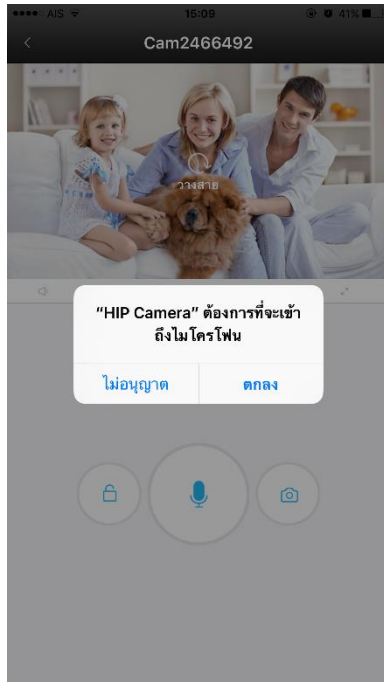 AIS 15:09 41%
Cam2466492
วางสาย
"HIP Camera" ต้องการที่จะเข้า
ถึงไมโครโฟน
ไม่อนุญาต ตกลง